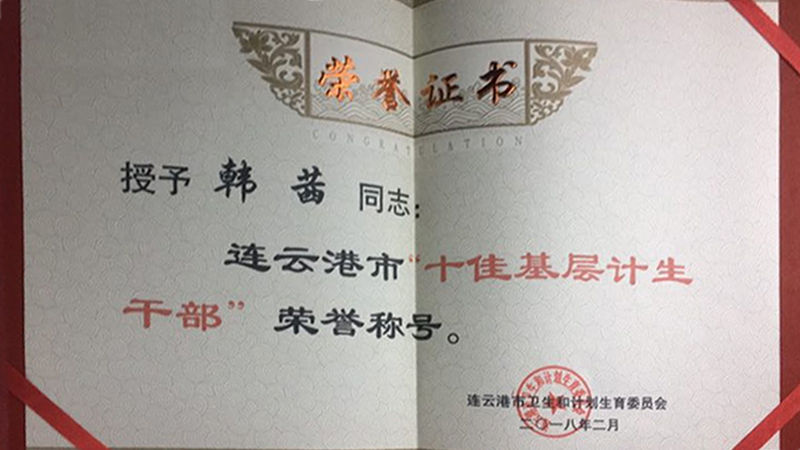 荣誉证书
CONGRATULATION
授予 韩茜 同志：
连云港市“十佳基层计生
干部” 荣誉称号。
连云港市卫生和计划生育委员会
二〇一八年二月